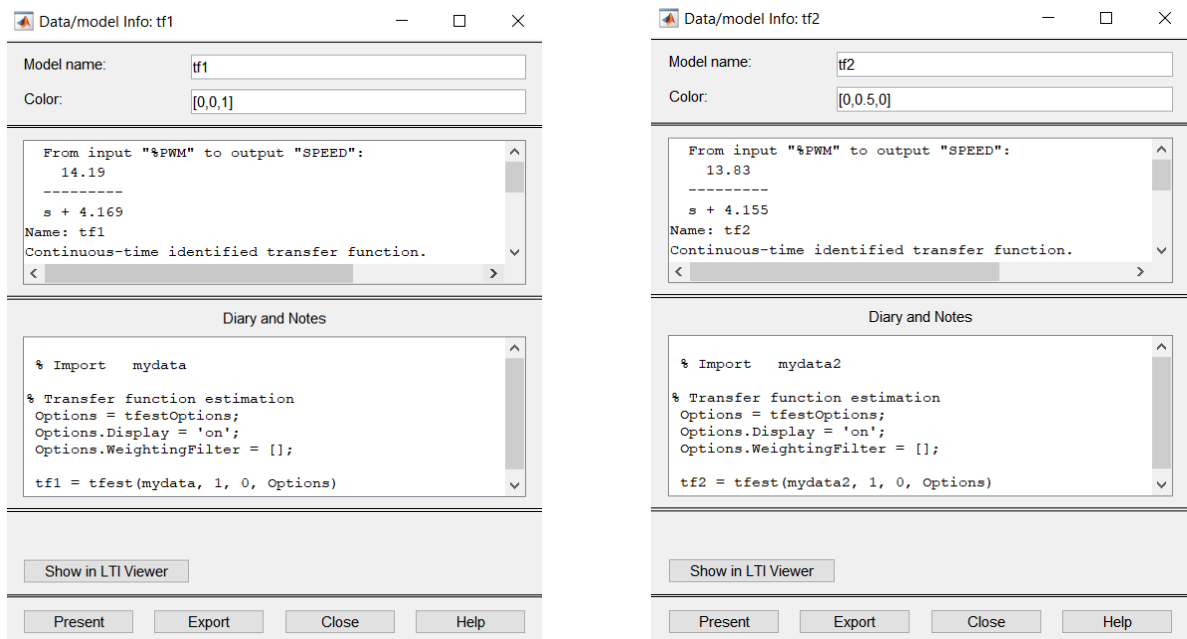 Data/model Info: tf1
Model name:
tf1
Color:
[0,0,1]
From input "%PWM" to output "SPEED":
14.19
---------
s + 4.169
Name: tf1
Continuous-time identified transfer function.
Diary and Notes
% Import   mydata
% Transfer function estimation
Options = tfestOptions;
Options.Display = 'on';
Options.WeightingFilter = [];
tf1 = tfest(mydata, 1, 0, Options)
Show in LTI Viewer
Present Export Close Help
Data/model Info: tf2
Model name:
tf2
Color:
[0,0.5,0]
From input "%PWM" to output "SPEED":
13.83
---------
s + 4.155
Name: tf2
Continuous-time identified transfer function.
Diary and Notes
% Import   mydata2
% Transfer function estimation
Options = tfestOptions;
Options.Display = 'on';
Options.WeightingFilter = [];
tf2 = tfest(mydata2, 1, 0, Options)
Show in LTI Viewer
Present Export Close Help